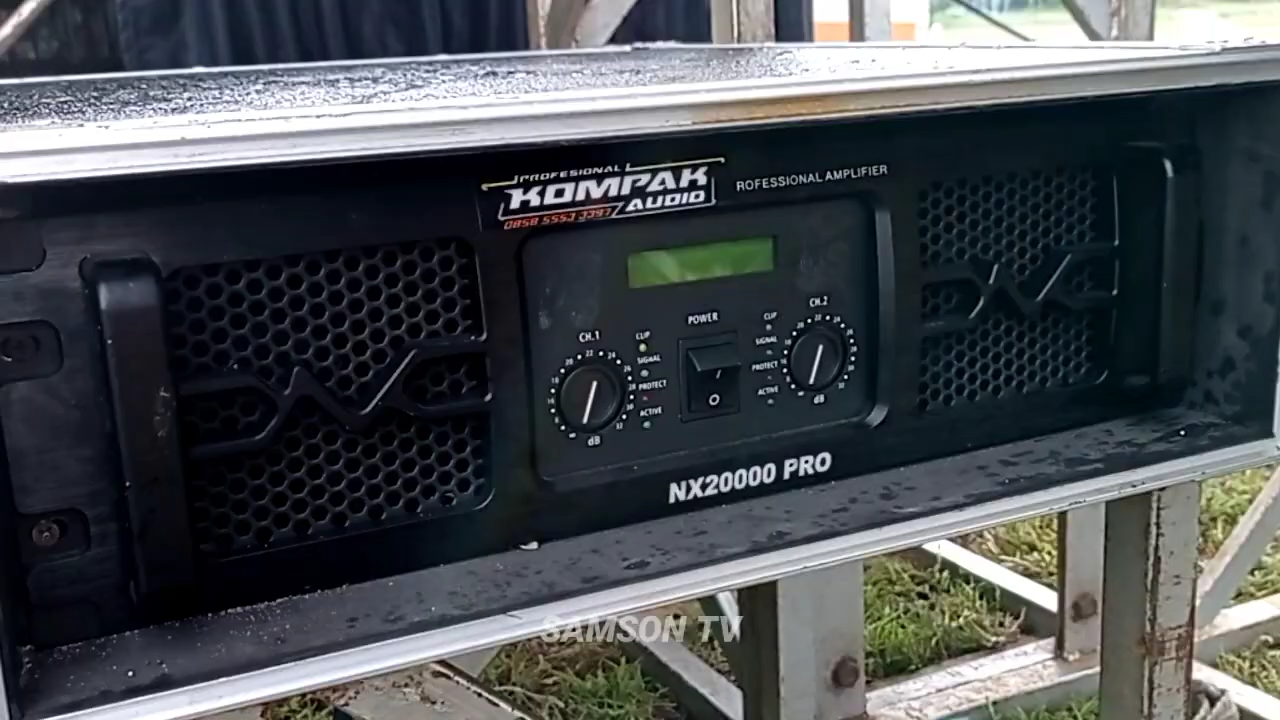 PROFESIONAL
KOMPAK
AUDIO
0858 5553 3397
ROFESSIONAL AMPLIFIER
CH.1
CLIP
SIGNAL
PROTECT
ACTIVE
dB
POWER
CH.2
CLIP
SIGNAL
PROTECT
ACTIVE
dB
NX20000 PRO
SAMSON TV